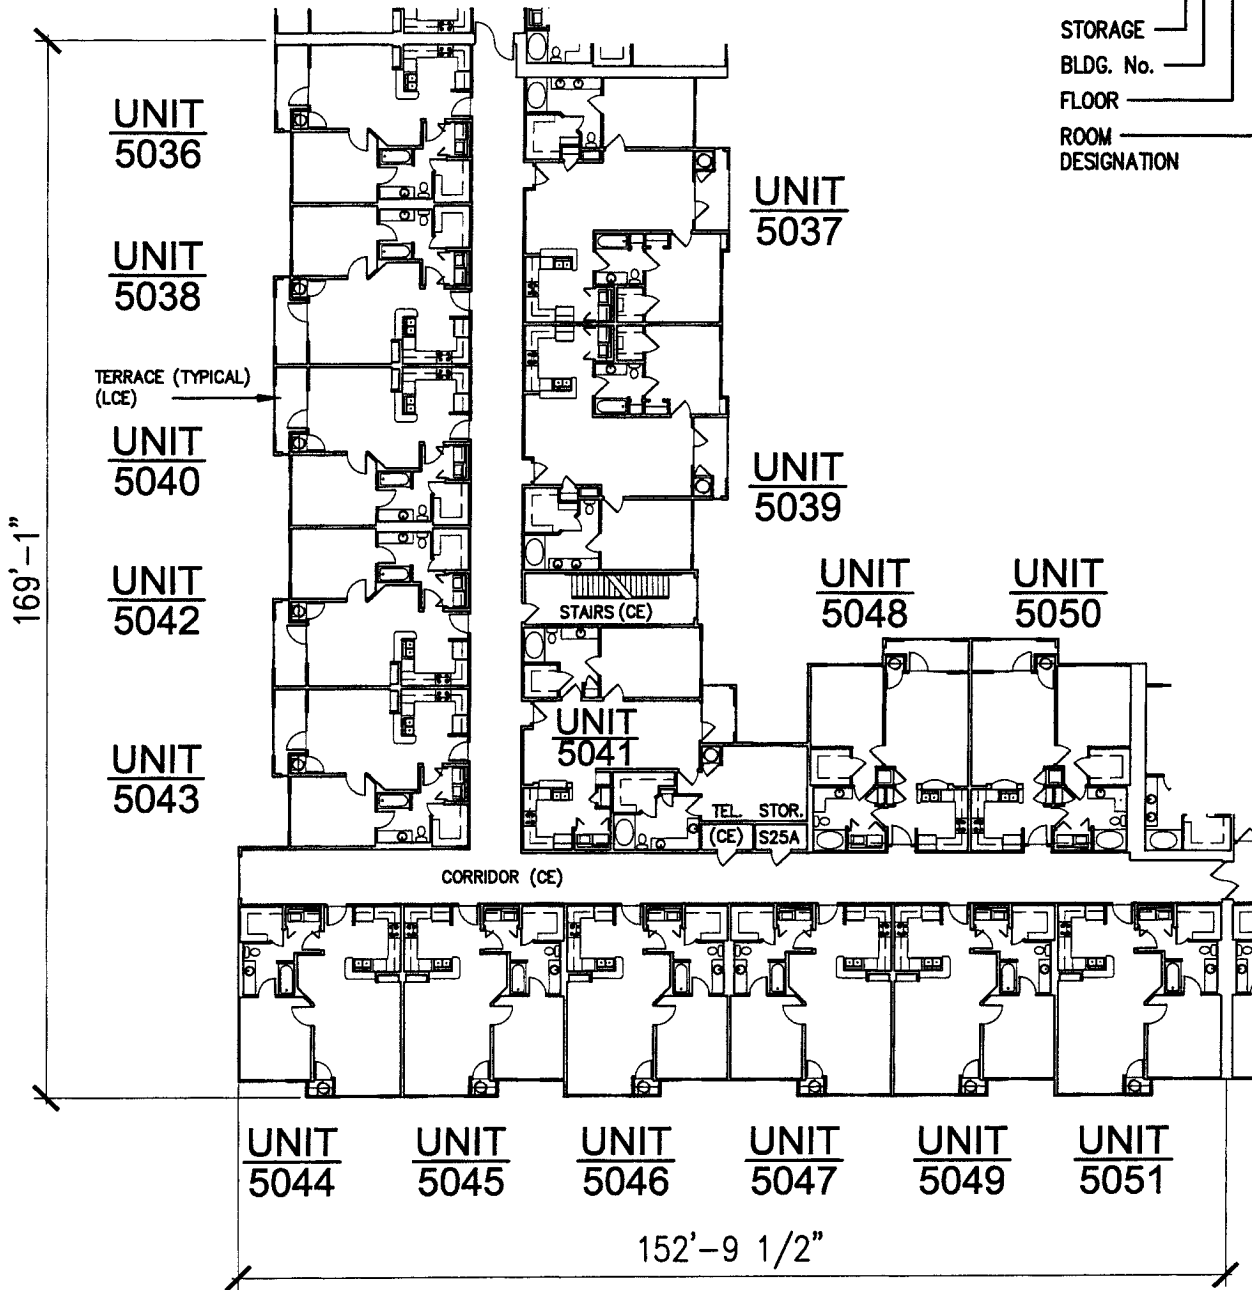 STORAGE
BLDG. No.
FLOOR
ROOM
DESIGNATION
UNIT
5036
UNIT
5037
UNIT
5038
TERRACE (TYPICAL)
(LCE)
UNIT
5040
UNIT
5039
169'-1"
UNIT
5042
STAIRS (CE)
UNIT
5048
UNIT
5050
UNIT
5041
UNIT
5043
TEL. STOR.
(CE) S25A
CORRIDOR (CE)
UNIT
5044
UNIT
5045
UNIT
5046
UNIT
5047
UNIT
5049
UNIT
5051
152'-9 1/2"